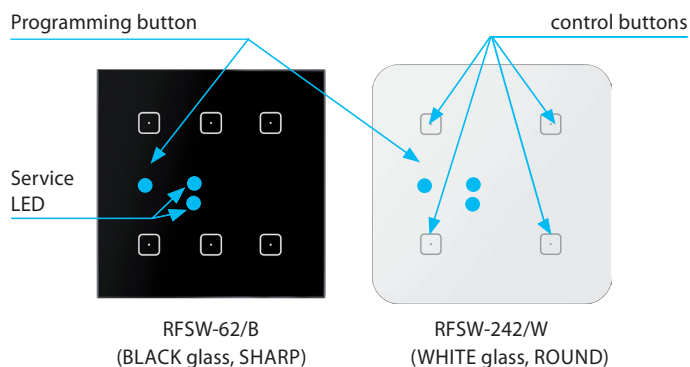 Programming button
control buttons
Service
LED
RFSW-62/B
(BLACK glass, SHARP)
RFSW-242/W
(WHITE glass, ROUND)